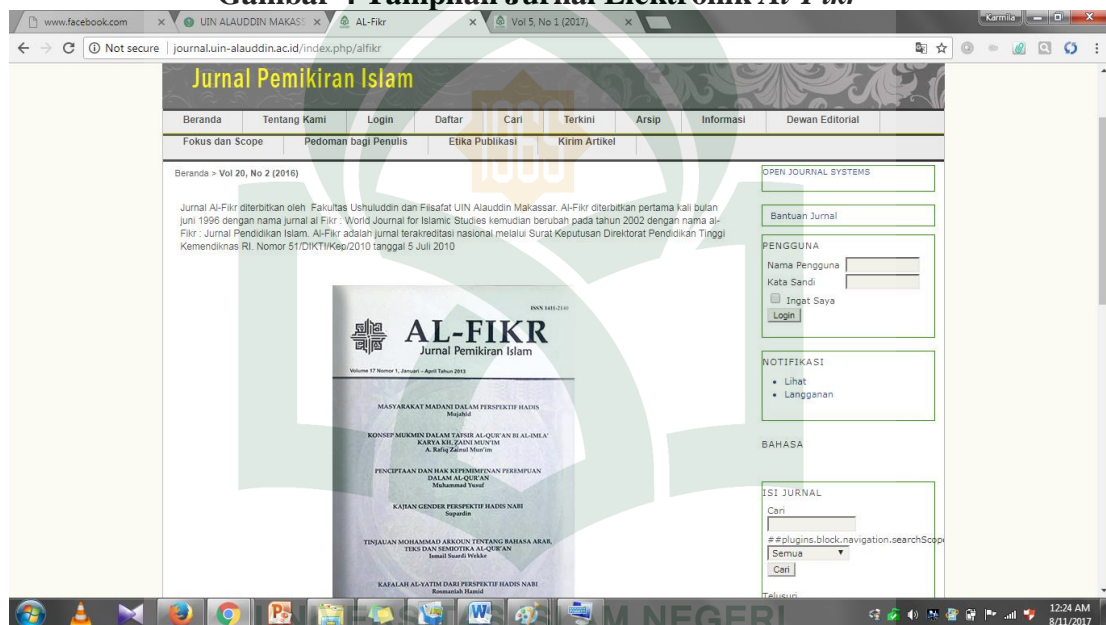 Gambar 4 Tampilan Jurnal Elektronik Al-Fikr
www.facebook.com
UIN ALAUDDIN MAKASS
AL-Fikr
Vol 5, No 1 (2017)
Karmila
Not secure
journal.uin-alauddin.ac.id/index.php/alfikr
Jurnal Pemikiran Islam
Beranda
Tentang Kami
Login
Daftar
Cari
Terkini
Arsip
Informasi
Dewan Editorial
Fokus dan Scope
Pedoman bagi Penulis
Etika Publikasi
Kirim Artikel
Beranda > Vol 20, No 2 (2016)
Jurnal Al-Fikr diterbitkan oleh Fakultas Ushuluddin dan Filsafat UIN Alauddin Makassar. Al-Fikr diterbitkan pertama kali bulan
juni 1996 dengan nama jurnal al Fikr : World Journal for Islamic Studies kemudian berubah pada tahun 2002 dengan nama al-
Fikr : Jurnal Pendidikan Islam. Al-Fikr adalah jurnal terakreditasi nasional melalui Surat Keputusan Direktorat Pendidikan Tinggi
Kemendiknas RI. Nomor 51/DIKTI/Kep/2010 tanggal 5 Juli 2010
ISSN 1411-2140
AL-FIKR
Jurnal Pemikiran Islam
Volume 17 Nomor 1, Januari – April Tahun 2013
MASYARAKAT MADANI DALAM PERSPEKTIF HADIS
Mujahid
KONSEP MUKMIN DALAM TAFSIR AL-QUR'AN BI AL-IMLA'
KARYA KH. ZAINI MUN'IM
A. Rafiq Zainul Mun'im
PENCIPTAAN DAN HAK KEPEMIMPINAN PEREMPUAN
DALAM AL-QUR'AN
Muhammad Yusuf
KAJIAN GENDER PERSPEKTIF HADIS NABI
Supardin
TINJAUAN MOHAMMAD ARKOUN TENTANG BAHASA ARAB,
TEKS DAN SEMIOTIKA AL-QUR'AN
Ismail Suardi Wekke
KAFALAH AL-YATIM DARI PERSPEKTIF HADIS NABI
Rosmaniah Hamid
OPEN JOURNAL SYSTEMS
Bantuan Jurnal
PENGGUNA
Nama Pengguna
Kata Sandi
Ingat Saya
Login
NOTIFIKASI
Lihat
Langganan
BAHASA
ISI JURNAL
Cari
##plugins.block.navigation.searchScope
Semua
Cari
Telusuri
12:24 AM
8/11/2017